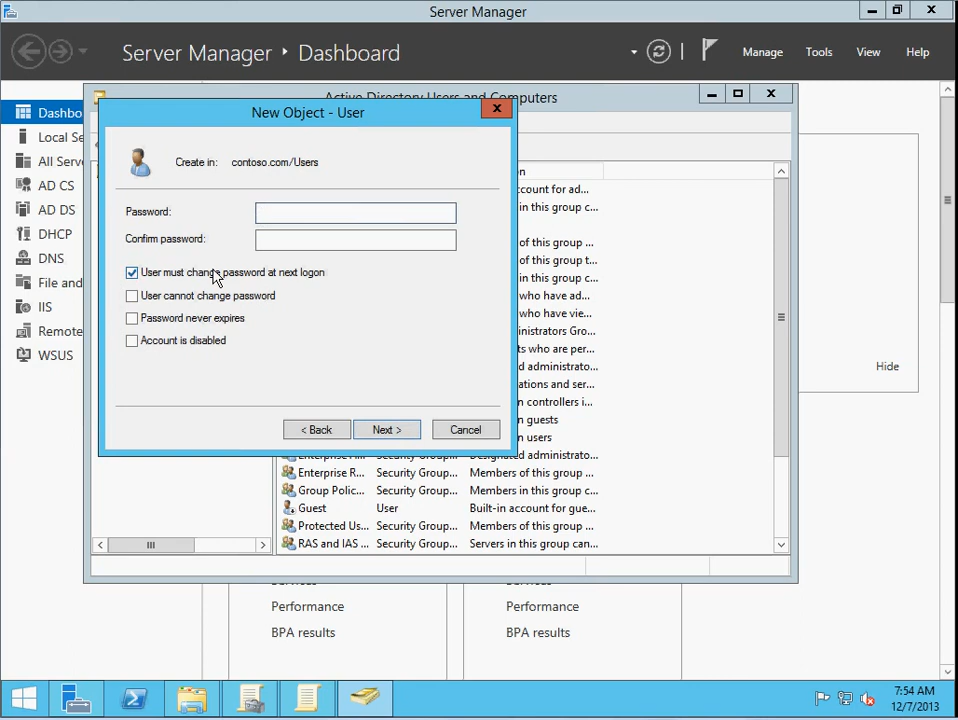 Server Manager
Server Manager • Dashboard
Manage Tools View Help
Dashbo
Local Se
All Serve
AD CS
AD DS
DHCP
DNS
File and
IIS
Remote
WSUS
Active Directory Users and Computers
New Object - User
X
Create in: contoso.com/Users
Password:
Confirm password:
User must change password at next logon
User cannot change password
Password never expires
Account is disabled
< Back Next > Cancel
on
count for ad...
in this group c...
of this group ...
of this group t...
in this group c...
who have ad...
who have vie...
inistrators Gro...
ts who are per...
d administrato...
ations and ser...
n controllers i...
n guests
n users
Designated administrato...
Enterprise R... Security Group... Members of this group ...
Group Polic... Security Group... Members in this group c...
Guest User Built-in account for gue...
Protected Us... Security Group... Members of this group ...
RAS and IAS ... Security Group... Servers in this group can...
Hide
Performance
BPA results
Performance
BPA results
7:54 AM
12/7/2013